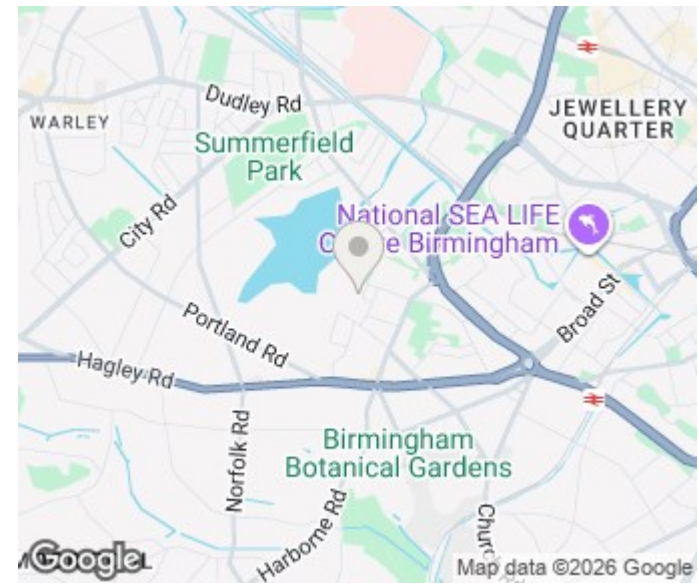 Dudley Rd
JEWELLERY
QUARTER
WARLEY
Summerfield
Park
City Rd
National SEA LIFE
Birmingham
Broad St
Portland Rd
Hagley Rd
Norfolk Rd
Birmingham
Botanical Gardens
Harborne Rd
Google
Map data ©2026 Google